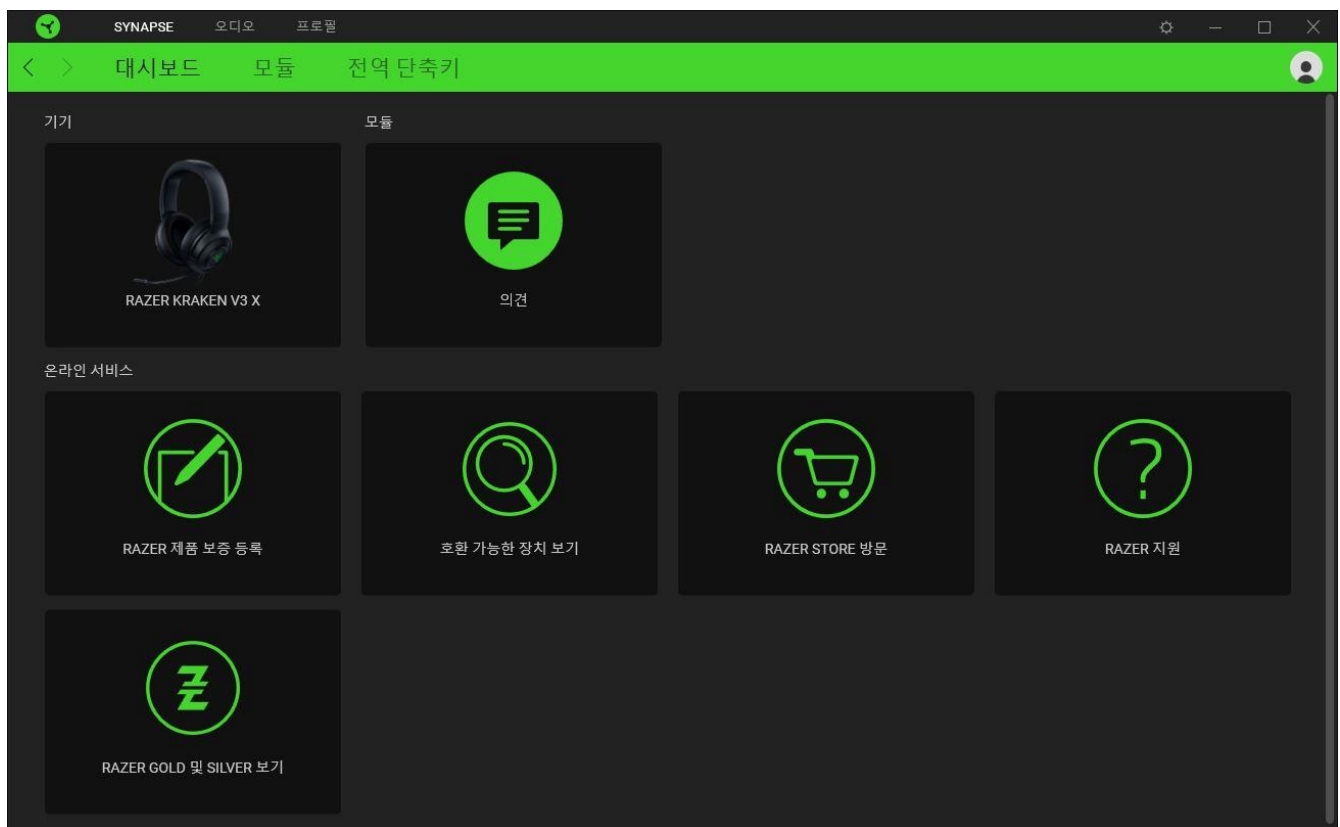 SYNAPSE 오디오 프로필
대시보드 모듈 전역 단축키
기기 모듈
RAZER KRAKEN V3 X 의견
온라인 서비스
RAZER 제품 보증 등록 호환 가능한 장치 보기 RAZER STORE 방문 RAZER 지원
RAZER GOLD 및 SILVER 보기